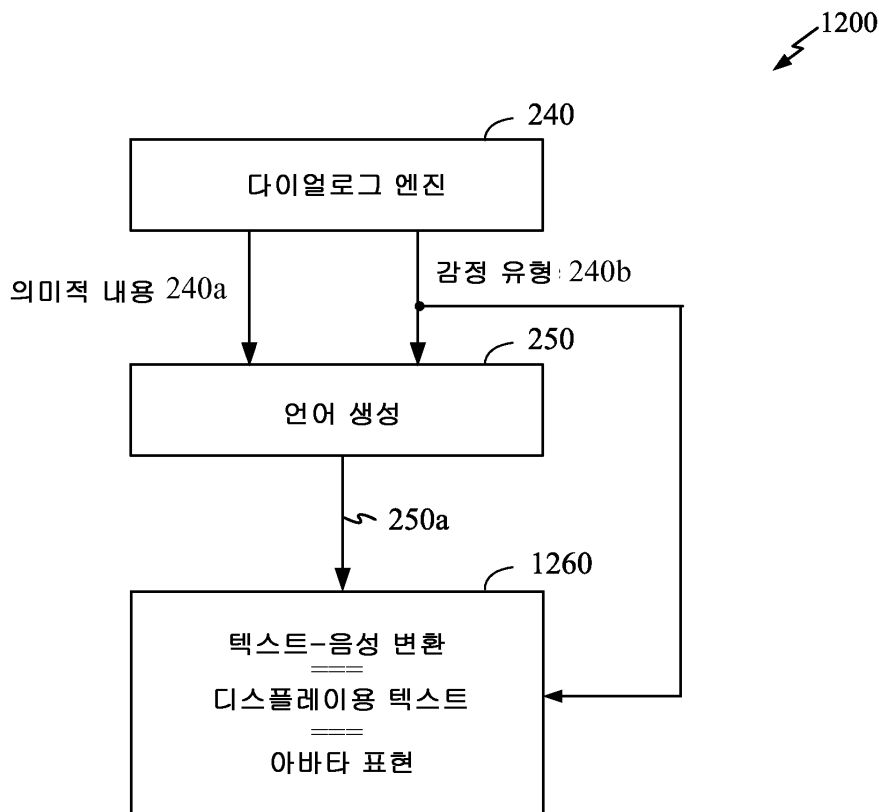 1200
240
다이얼로그 엔진
의미적 내용 240a
감정 유형 240b
250
언어 생성
250a
1260
텍스트-음성 변환
===
디스플레이용 텍스트
===
아바타 표현